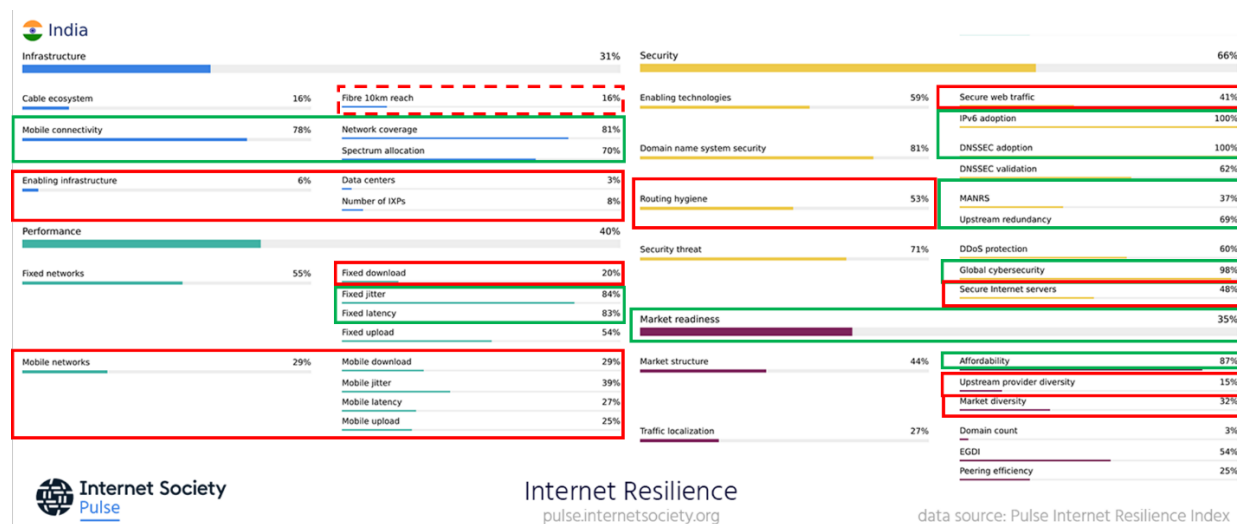 India
Infrastructure 31%
Cable ecosystem 16%
Fibre 10km reach 16%
Mobile connectivity 78%
Network coverage 81%
Spectrum allocation 70%
Enabling infrastructure 6%
Data centers 3%
Number of IXPs 8%
Performance 40%
Fixed networks 55%
Fixed download 20%
Fixed jitter 84%
Fixed latency 83%
Fixed upload 54%
Mobile networks 29%
Mobile download 29%
Mobile jitter 39%
Mobile latency 27%
Mobile upload 25%
Security 66%
Enabling technologies 59%
Secure web traffic 41%
IPv6 adoption 100%
Domain name system security 81%
DNSSEC adoption 100%
DNSSEC validation 62%
Routing hygiene 53%
MANRS 37%
Upstream redundancy 69%
Security threat 71%
DDoS protection 60%
Global cybersecurity 98%
Secure Internet servers 48%
Market readiness 35%
Market structure 44%
Affordability 87%
Upstream provider diversity 15%
Market diversity 32%
Traffic localization 27%
Domain count 3%
EGDI 54%
Peering efficiency 25%
Internet Society
Pulse
Internet Resilience
pulse.internetsociety.org
data source: Pulse Internet Resilience Index